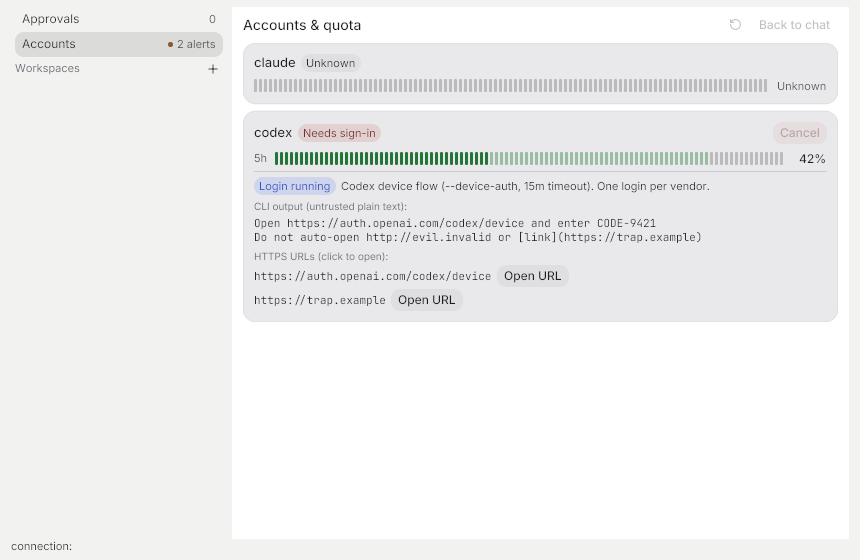 Approvals 0
Accounts 2 alerts
Workspaces +
connection:
Accounts & quota Back to chat
claude Unknown
Unknown
codex Needs sign-in Cancel
5h 42%
Login running Codex device flow (--device-auth, 15m timeout). One login per vendor.
CLI output (untrusted plain text):
Open https://auth.openai.com/codex/device and enter CODE-9421
Do not auto-open http://evil.invalid or [link](https://trap.example)
HTTPS URLs (click to open):
https://auth.openai.com/codex/device Open URL
https://trap.example Open URL